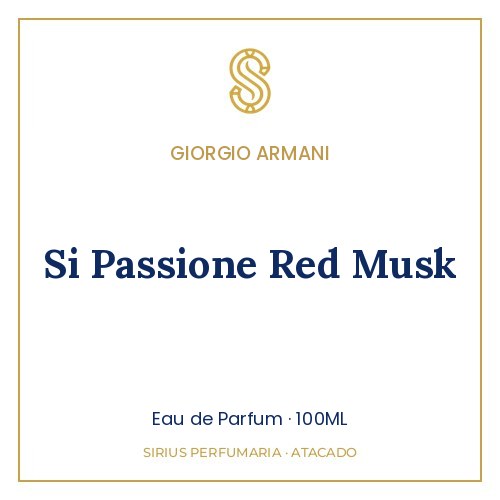 GIORGIO ARMANI
Si Passione Red Musk
Eau de Parfum · 100ML
SIRIUS PERFUMARIA · ATACADO